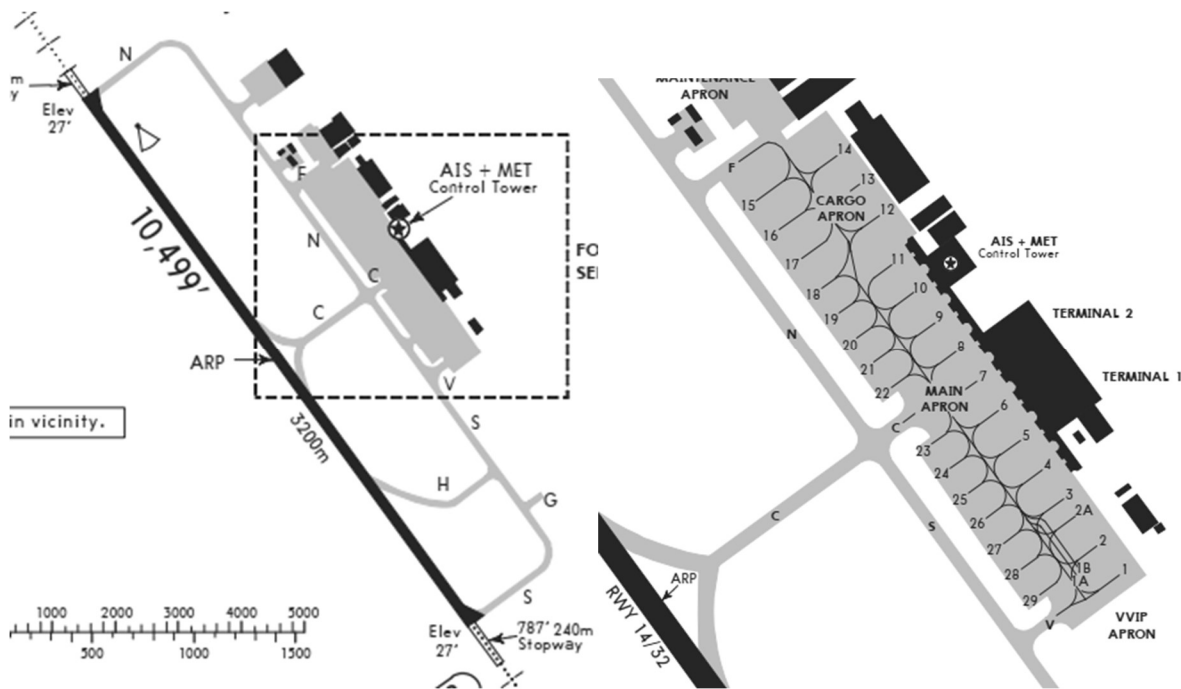 N
m
y
Elev
27'
10,499'
AIS + MET
Control Tower
F
N
C
C
ARP
V
FO
SE
in vicinity.
3200m
S
H
G
S
1000 2000 3000 4000 5000
500 1000 1500
Elev
27'
787' 240m
Stopway
MAINTENANCE
APRON
F
14
13
15
CARGO
APRON
12
16
AIS + MET
Control Tower
17
11
18
10
19
9
TERMINAL 2
N
20
8
21
7
TERMINAL 1
22
MAIN
APRON
6
C
23
5
24
4
25
3
2A
C
S
26
27
2
28
1B
1
1A
ARP
29
V
VVIP
APRON
RWY 14/32